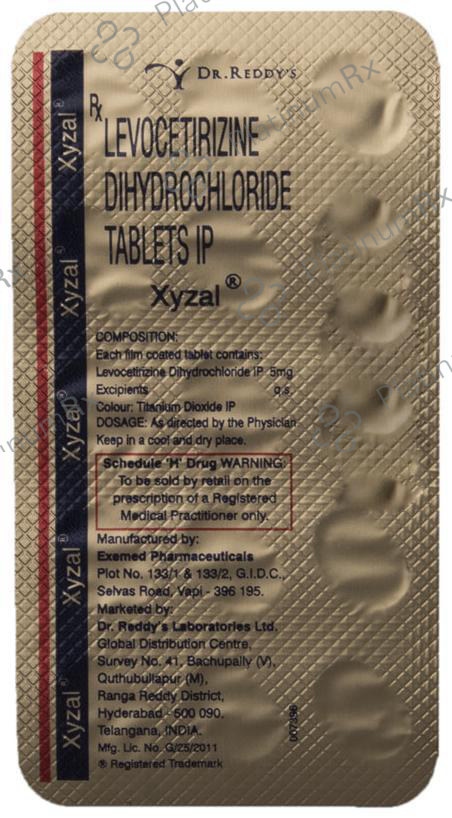 DR.REDDY'S
Rx
LEVOCETIRIZINE
DIHYDROCHLORIDE
TABLETS IP
Xyzal®
COMPOSITION:
Each film coated tablet contains:
Levocetirizine Dihydrochloride IP 5mg
Excipients q.s.
Colour: Titanium Dioxide IP
DOSAGE: As directed by the Physician
Keep in a cool and dry place.
Schedule 'H' Drug WARNING:
To be sold by retail on the
prescription of a Registered
Medical Practitioner only.
Manufactured by:
Exemed Pharmaceuticals
Plot No. 133/1 & 133/2, G.I.D.C.,
Selvas Road, Vapi - 396 195.
Marketed by:
Dr. Reddy's Laboratories Ltd.
Global Distribution Centre,
Survey No. 41, Bachupally (V),
Quthubullapur (M),
Ranga Reddy District,
Hyderabad - 500 090.
Telangana, INDIA.
Mfg. Lic. No. G/25/2011
® Registered Trademark
Xyzal®
Xyzal®
Xyzal®
Xyzal®
Xyzal®
PlatinumRx
PlatinumRx